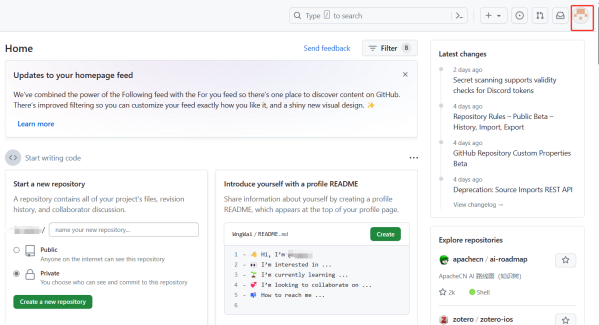 Type / to search
Home
Send feedback
Filter 8
Updates to your homepage feed
We've combined the power of the Following feed with the For you feed so there's one place to discover content on GitHub.
There's improved filtering so you can customize your feed exactly how you like it, and a shiny new visual design. ✨
Learn more
Start writing code
Start a new repository
A repository contains all of your project's files, revision
history, and collaborator discussion.
/ name your new repository...
Public
Anyone on the internet can see this repository
Private
You choose who can see and commit to this repository
Create a new repository
Introduce yourself with a profile README
Share information about yourself by creating a profile
README, which appears at the top of your profile page.
WngWai / README.md
Create
1 - 👋 Hi, I'm
2 - 👀 I'm interested in ...
3 - 🌱 I'm currently learning ...
4 - 💞️ I'm looking to collaborate on ...
5 - 📫 How to reach me ...
6
Latest changes
2 days ago
Secret scanning supports validity
checks for Discord tokens
4 days ago
Repository Rules – Public Beta –
History, Import, Export
4 days ago
GitHub Repository Custom Properties
Beta
4 days ago
Deprecation: Source Imports REST API
View changelog →
Explore repositories
apachecn / ai-roadmap
ApacheCN AI 路线图（知识树）
2k
Shell
zotero / zotero-ios